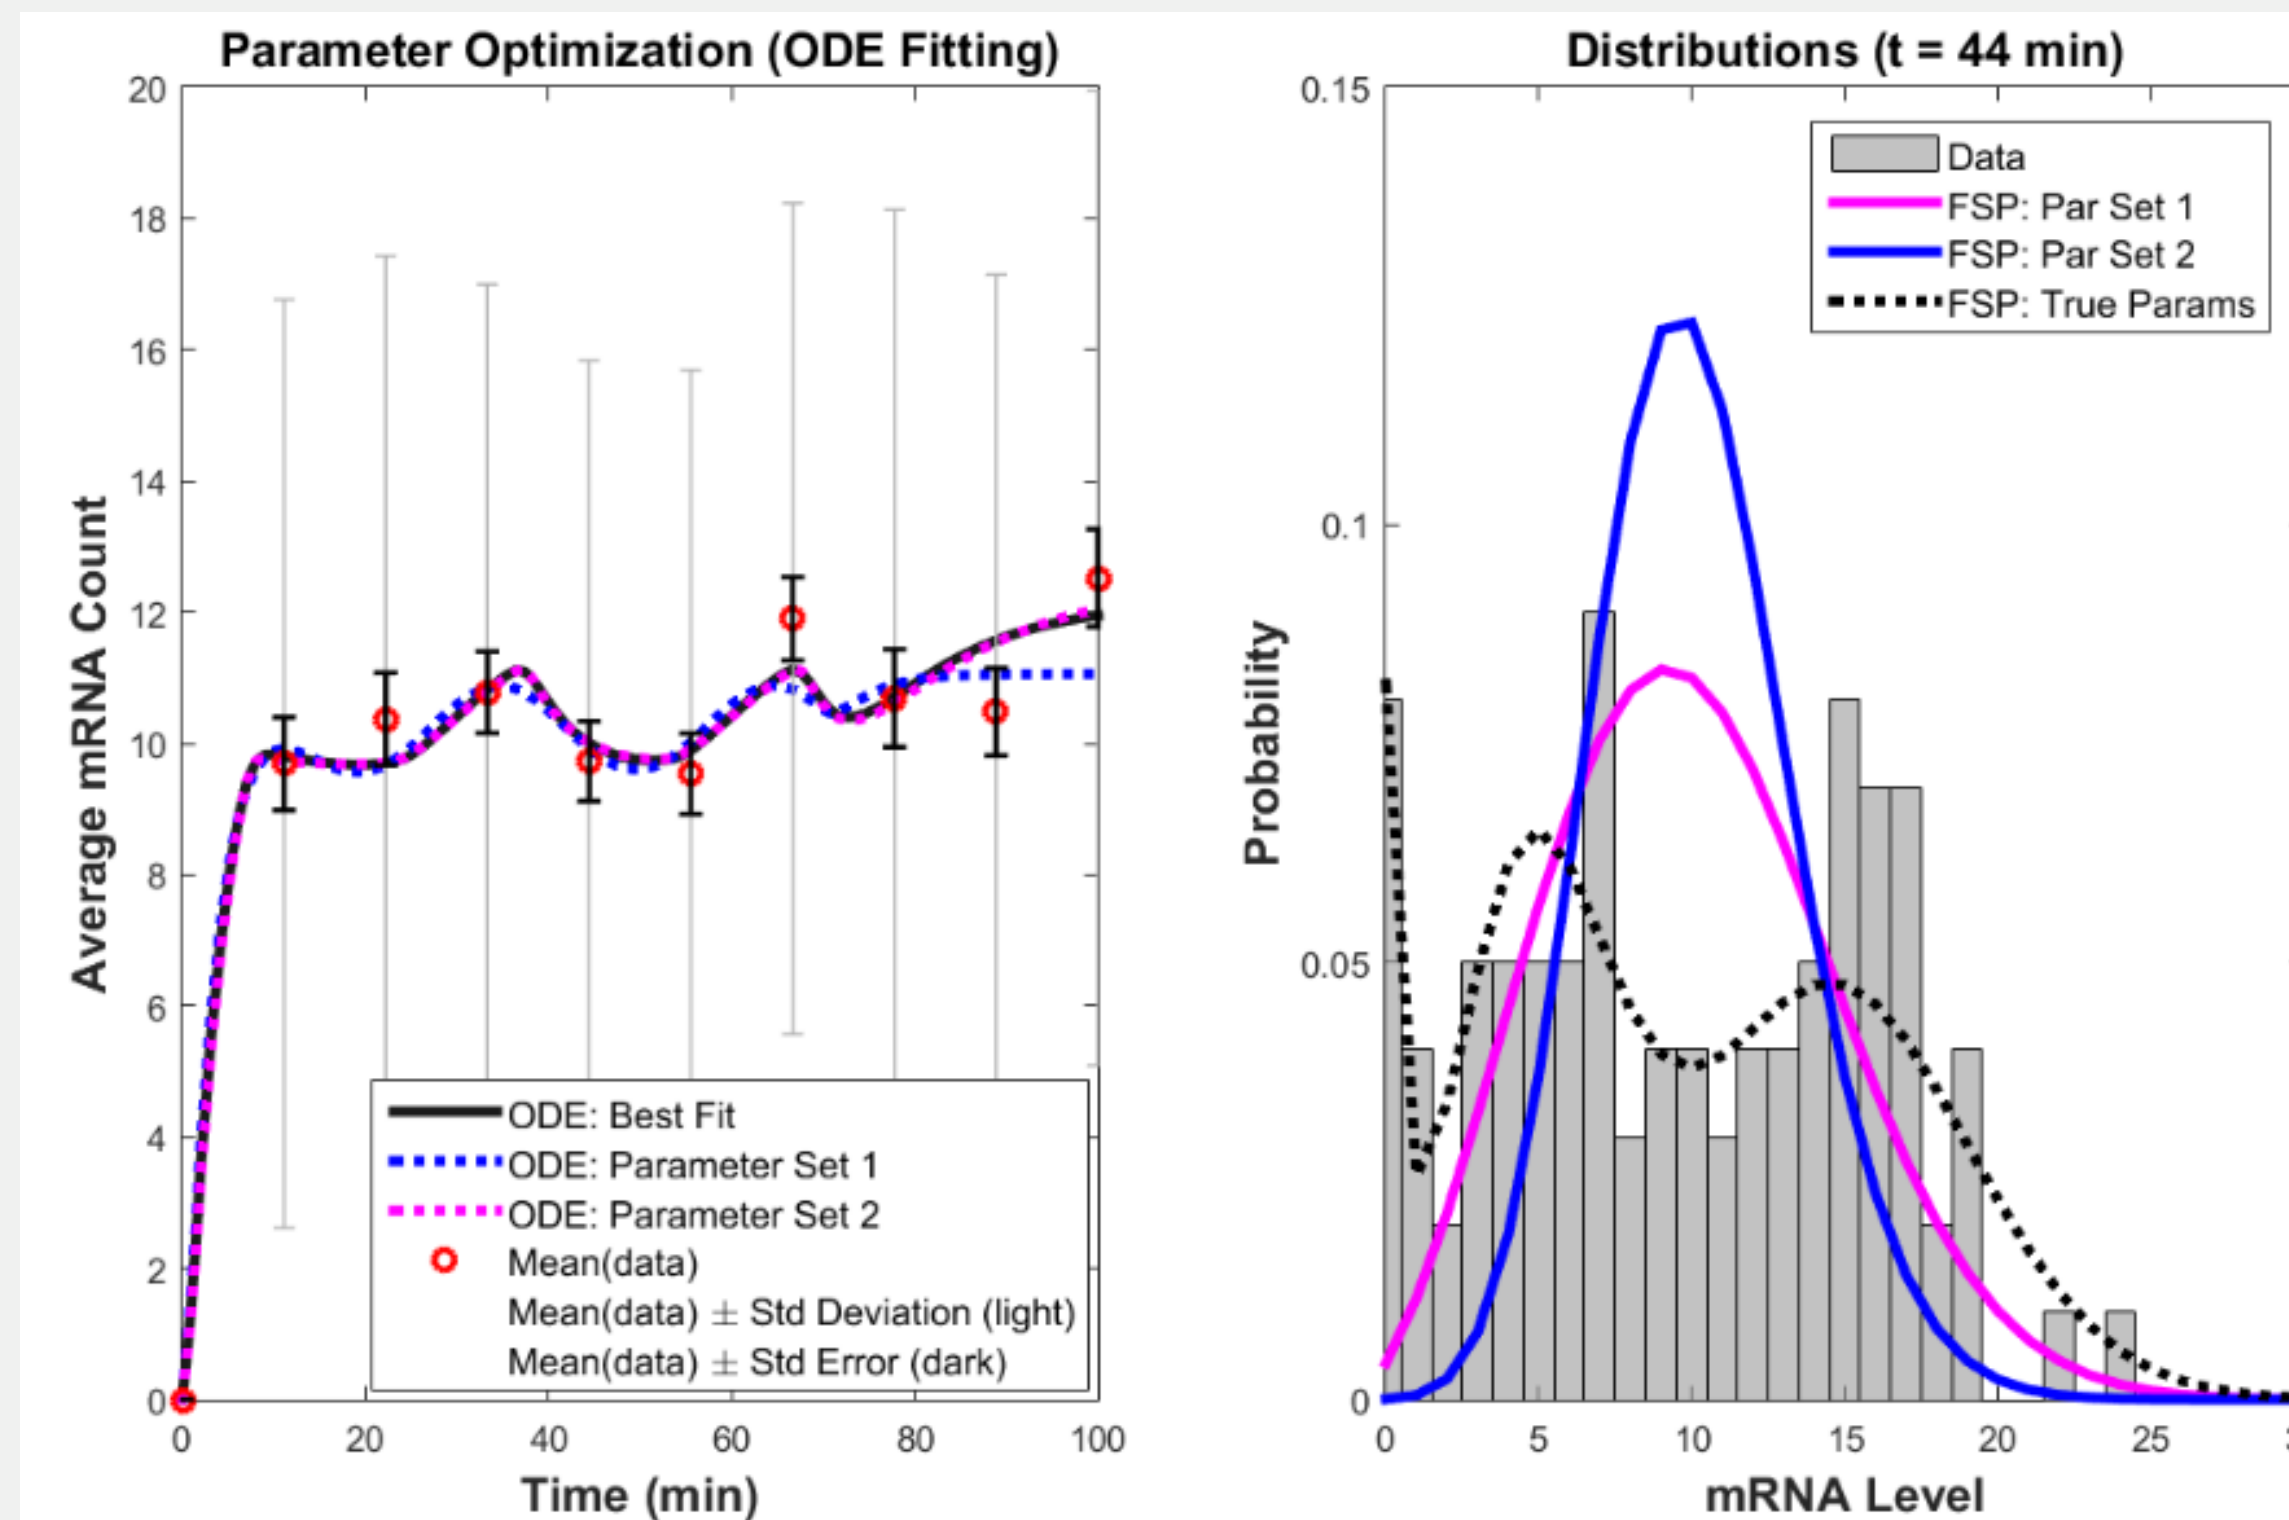 Parameter Optimization (ODE Fitting)
20
18
16
14
12
10
8
6
4
2
0
0 20 40 60 80 100
Average mRNA Count
Time (min)
ODE: Best Fit
ODE: Parameter Set 1
ODE: Parameter Set 2
Mean(data)
Mean(data) ± Std Deviation (light)
Mean(data) ± Std Error (dark)
Distributions (t = 44 min)
0.15
0.1
0.05
0
0 5 10 15 20 25
Probability
mRNA Level
Data
FSP: Par Set 1
FSP: Par Set 2
FSP: True Params